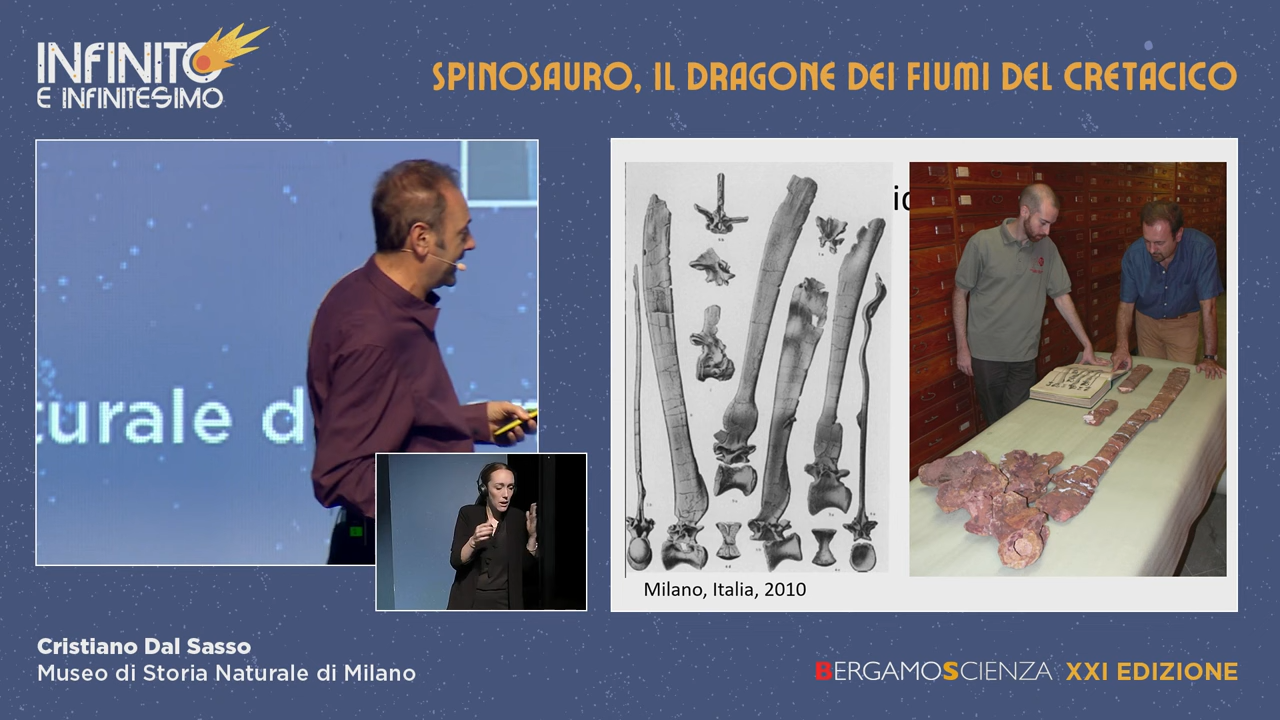 INFINITO
E INFINITESIMO
SPINOSAURO, IL DRAGONE DEI FIUMI DEL CRETACICO
turale d
Milano, Italia, 2010
Cristiano Dal Sasso
Museo di Storia Naturale di Milano
BERGAMOSCIENZA XXI EDIZIONE